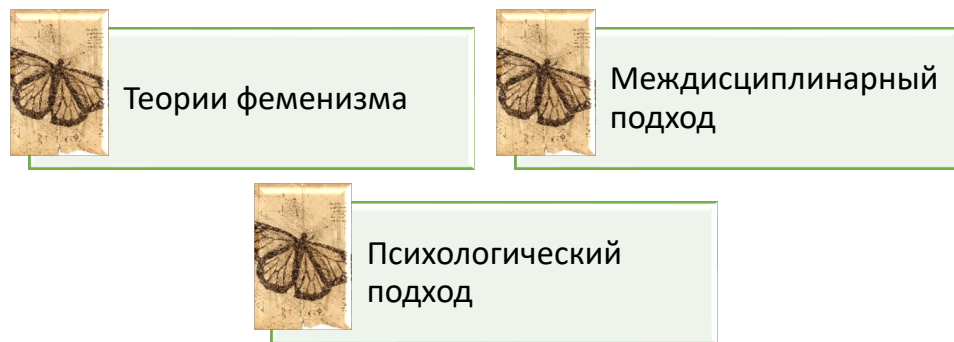 Теории феменизма
Междисциплинарный
подход
Психологический
подход